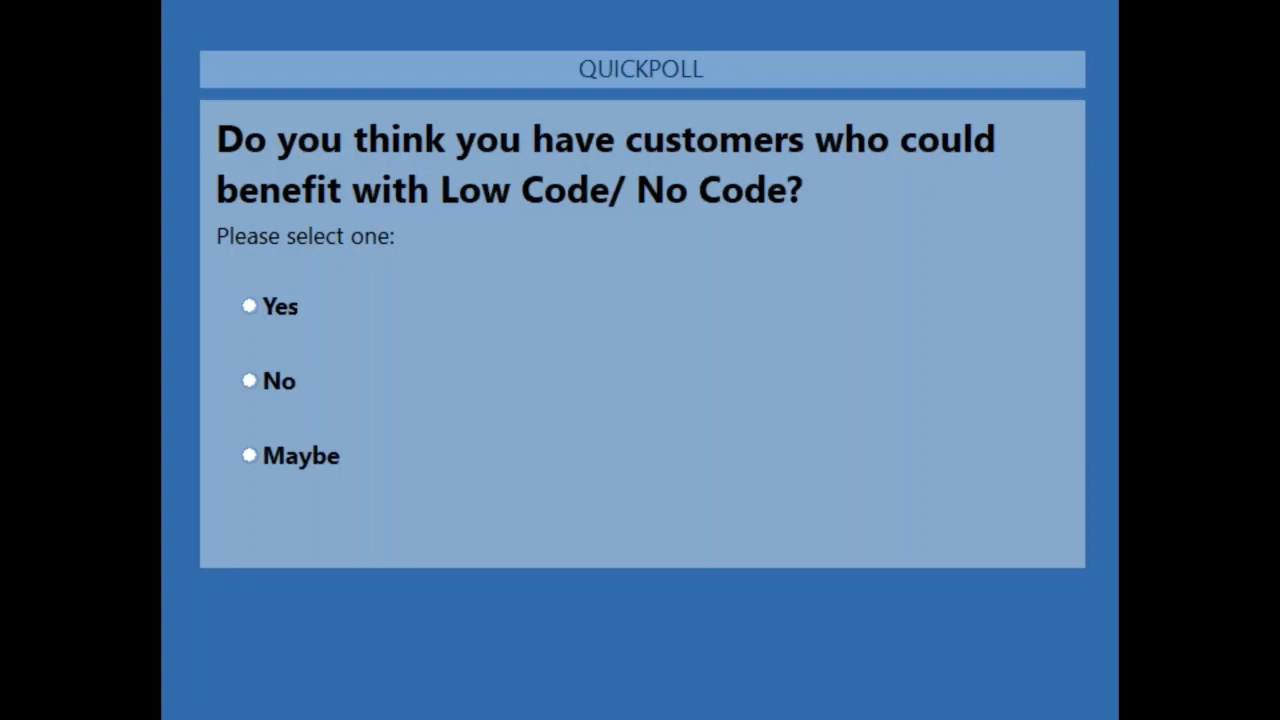 QUICKPOLL
Do you think you have customers who could
benefit with Low Code/ No Code?
Please select one:
Yes
No
Maybe